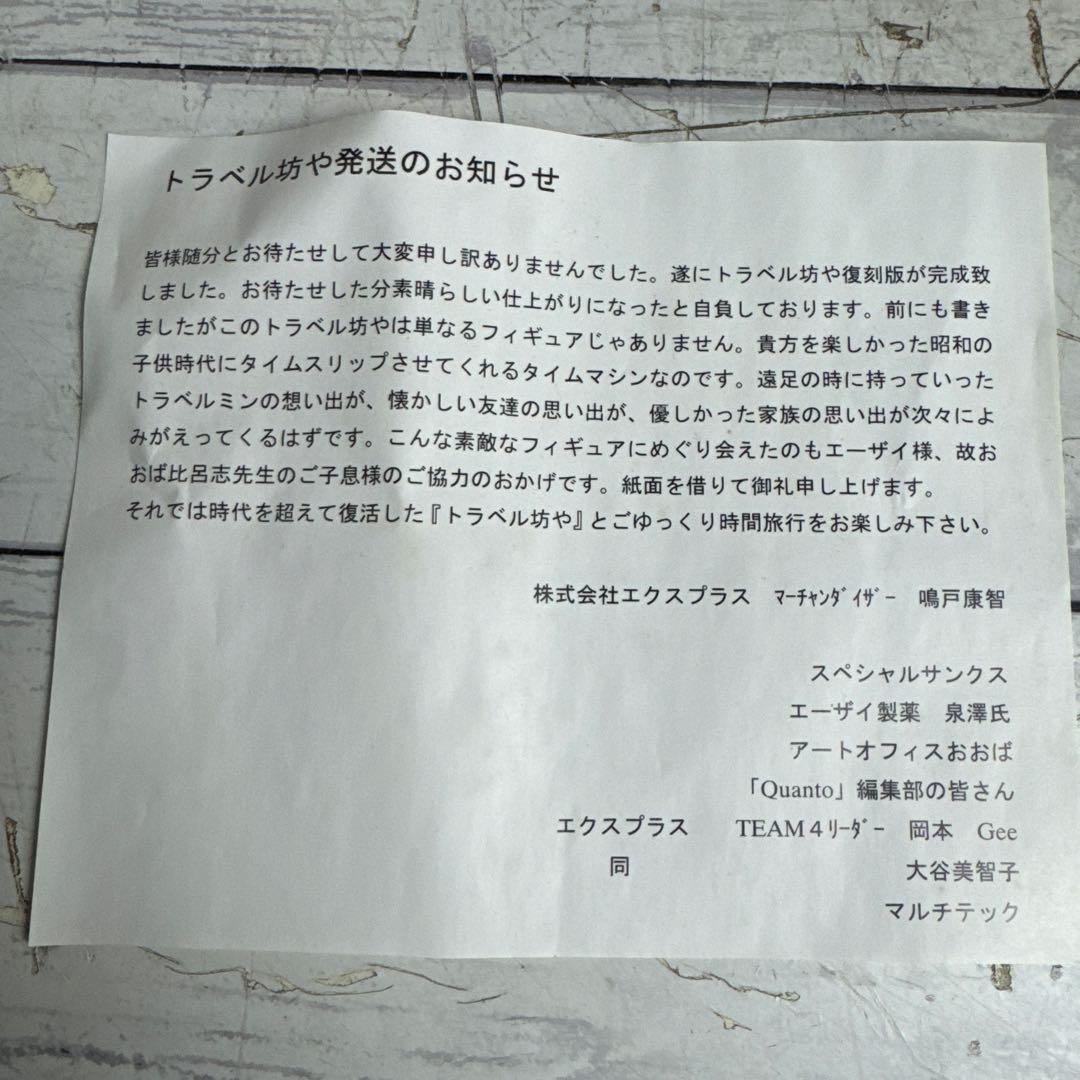 トラベル坊や発送のお知らせ
皆様随分とお待たせして大変申し訳ありませんでした。遂にトラベル坊や復刻版が完成致
しました。お待たせした分素晴らしい仕上がりになったと自負しております。前にも書き
ましたがこのトラベル坊やは単なるフィギュアじゃありません。貴方を楽しかった昭和の
子供時代にタイムスリップさせてくれるタイムマシンなのです。遠足の時に持っていった
トラベルミンの想い出が、懐かしい友達の思い出が、優しかった家族の思い出が次々によ
みがえってくるはずです。こんな素敵なフィギュアにめぐり会えたのもエーザイ様、故お
おば比呂志先生のご子息様のご協力のおかげです。紙面を借りて御礼申し上げます。
それでは時代を超えて復活した『トラベル坊や』とごゆっくり時間旅行をお楽しみ下さい。
株式会社エクスプラス　ﾏｰﾁｬﾝﾀﾞｲｻﾞｰ　鳴戸康智
スペシャルサンクス
エーザイ製薬　泉澤氏
アートオフィスおおば
「Quanto」編集部の皆さん
エクスプラス　TEAM４ﾘｰﾀﾞｰ　岡本　Gee
同　大谷美智子
マルチテック